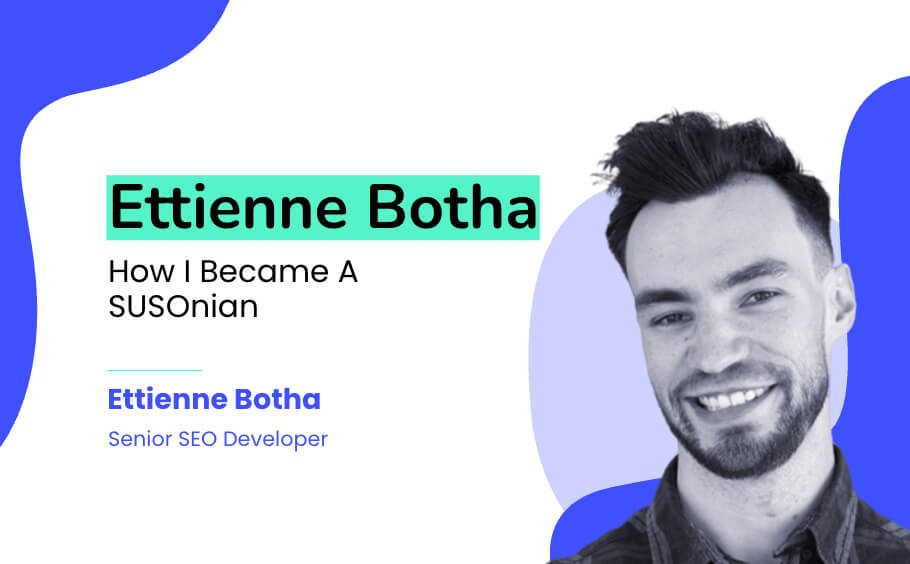 Ettienne Botha
How I Became A
SUSOnian
Ettienne Botha
Senior SEO Developer